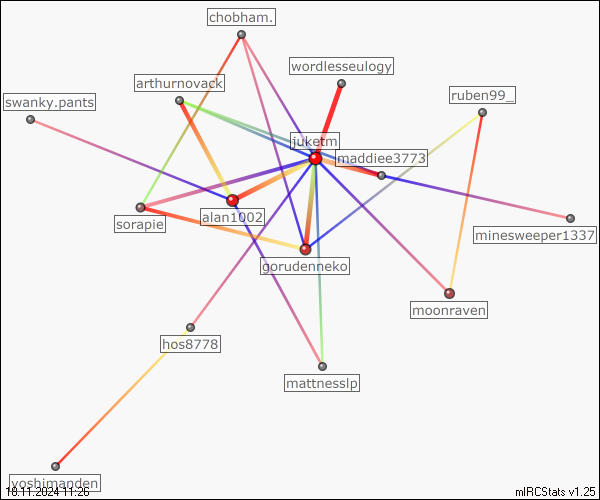 chobham.
wordlesseulogy
arthurnovack
ruben99_
swanky.pants
juketm
maddiee3773
sorapie
alan1002
minesweeper1337
gorudenneko
moonraven
hos8778
mattnesslp
yoshimanden
18.11.2024 11:26
mIRCStats v1.25